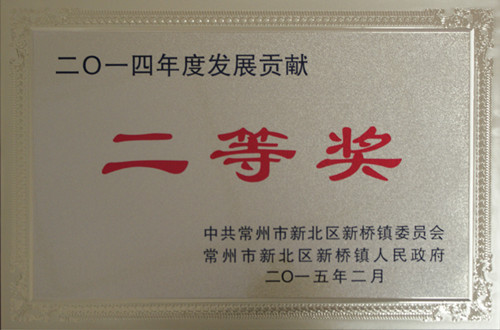 二〇一四年度发展贡献
二等奖
中共常州市新北区新桥镇委员会
常州市新北区新桥镇人民政府
二〇一五年二月